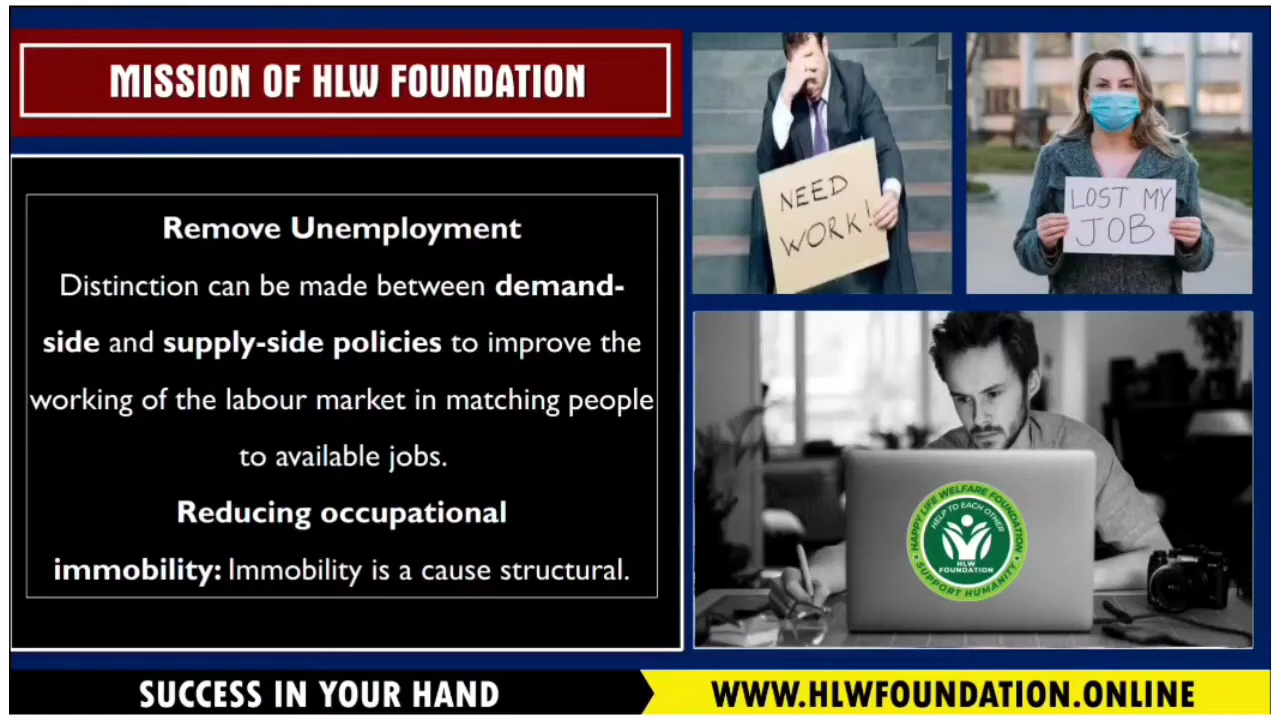 MISSION OF HLW FOUNDATION
Remove Unemployment
Distinction can be made between demand-
side and supply-side policies to improve the
working of the labour market in matching people
to available jobs.
Reducing occupational
immobility: Immobility is a cause structural.
NEED
WORK!
LOST MY
JOB
HAPPY LIFE WELFARE FOUNDATION
HELP TO EACH OTHER
HLW
FOUNDATION
SUPPORT HUMANITY
SUCCESS IN YOUR HAND
WWW.HLWFOUNDATION.ONLINE